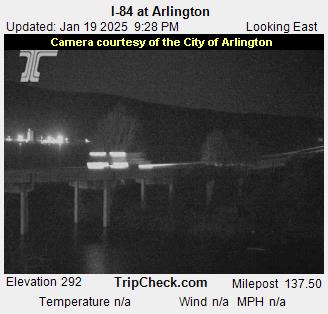 I-84 at Arlington
Updated: Jan 19 2025 9:28 PM Looking East
Camera courtesy of the City of Arlington
Elevation 292 TripCheck.com Milepost 137.50
Temperature n/a Wind n/a MPH n/a